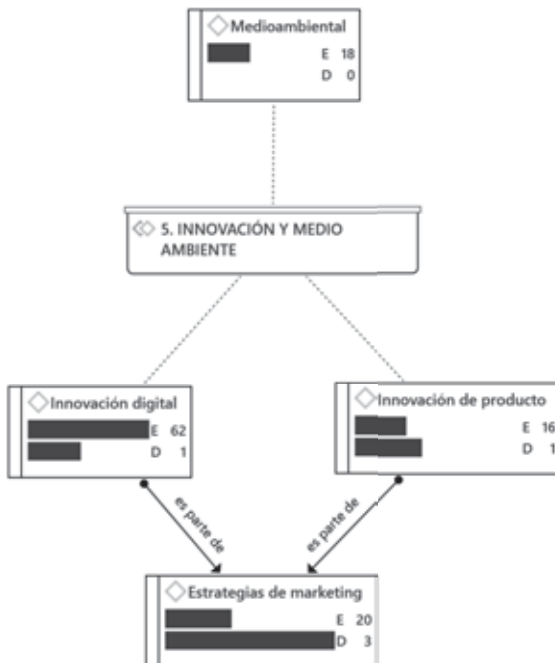 Medioambiental
E 18
D 0
5. INNOVACIÓN Y MEDIO
AMBIENTE
Innovación digital
E 62
D 1
Innovación de producto
E 16
D 1
es parte de
es parte de
Estrategias de marketing
E 20
D 3